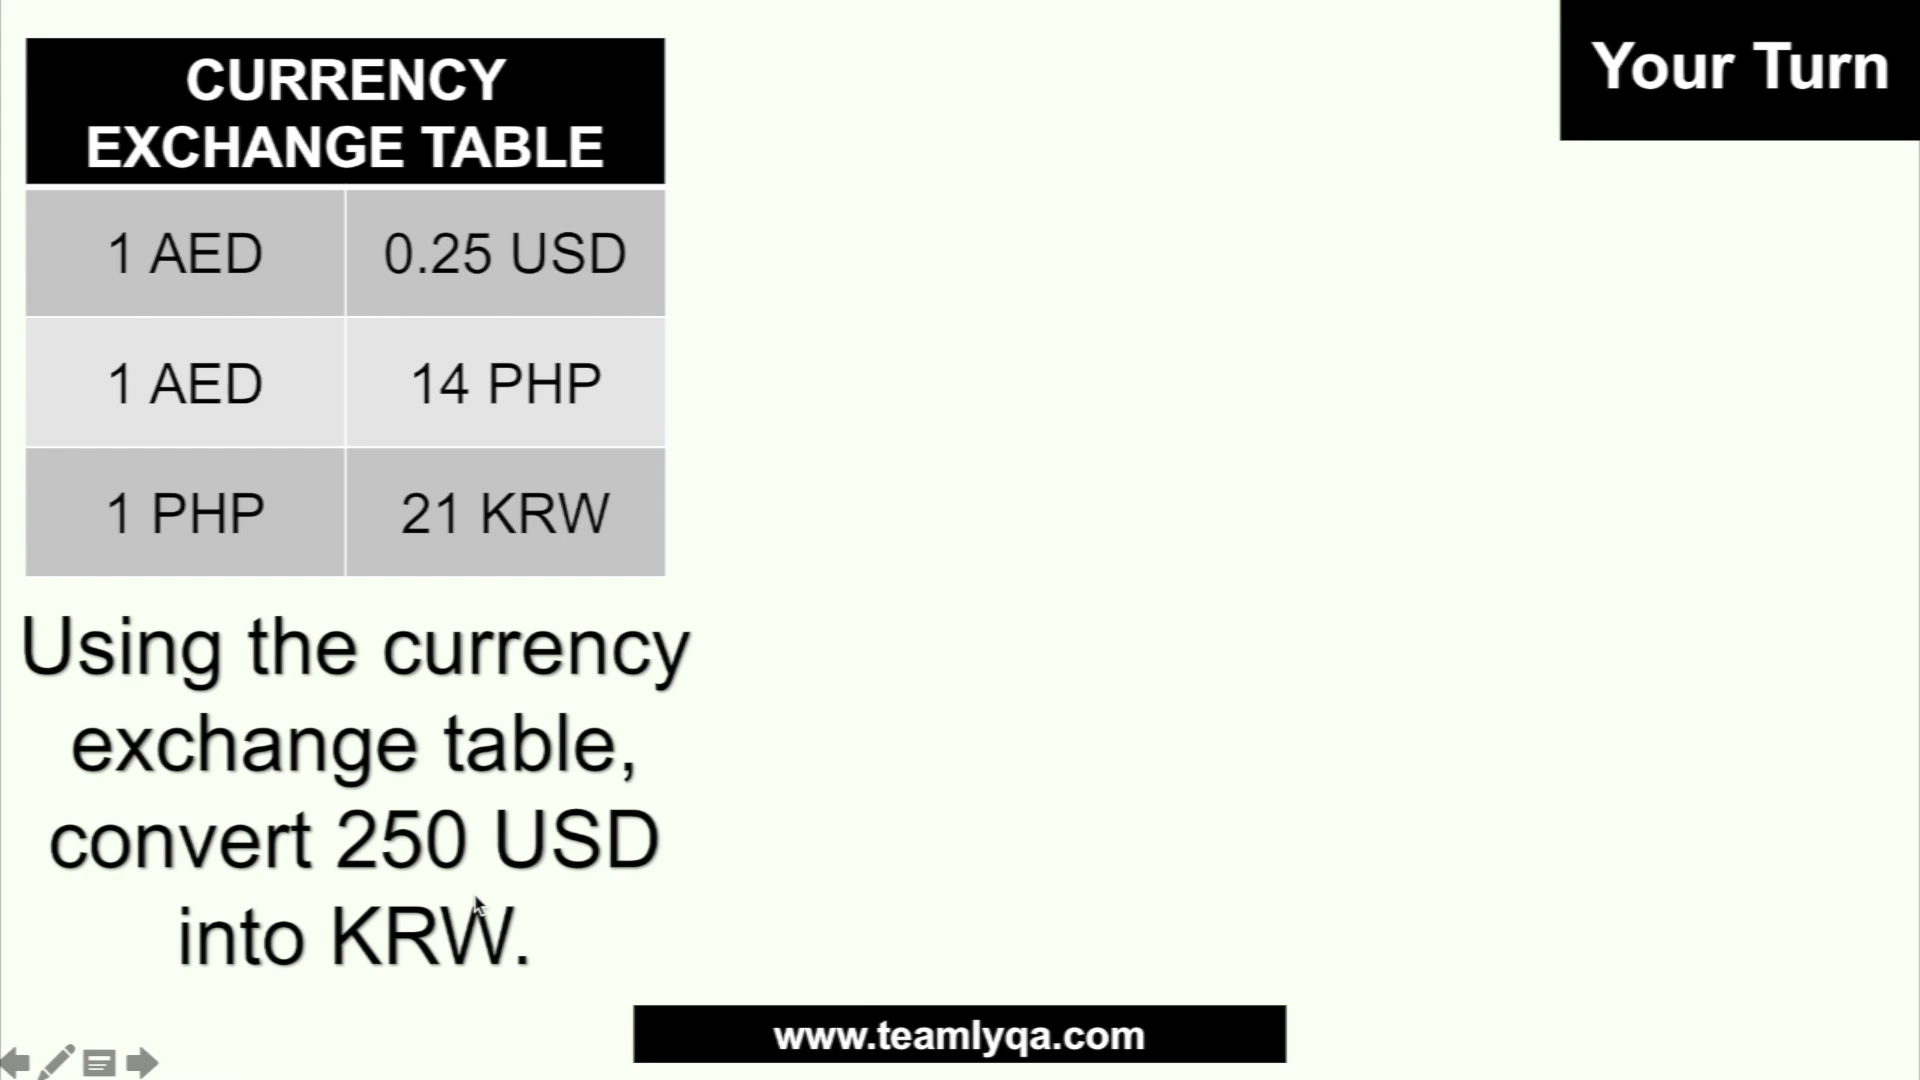 CURRENCY
EXCHANGE TABLE
1 AED 0.25 USD
1 AED 14 PHP
1 PHP 21 KRW
Using the currency
exchange table,
convert 250 USD
into KRW.
Your Turn
www.teamlyqa.com